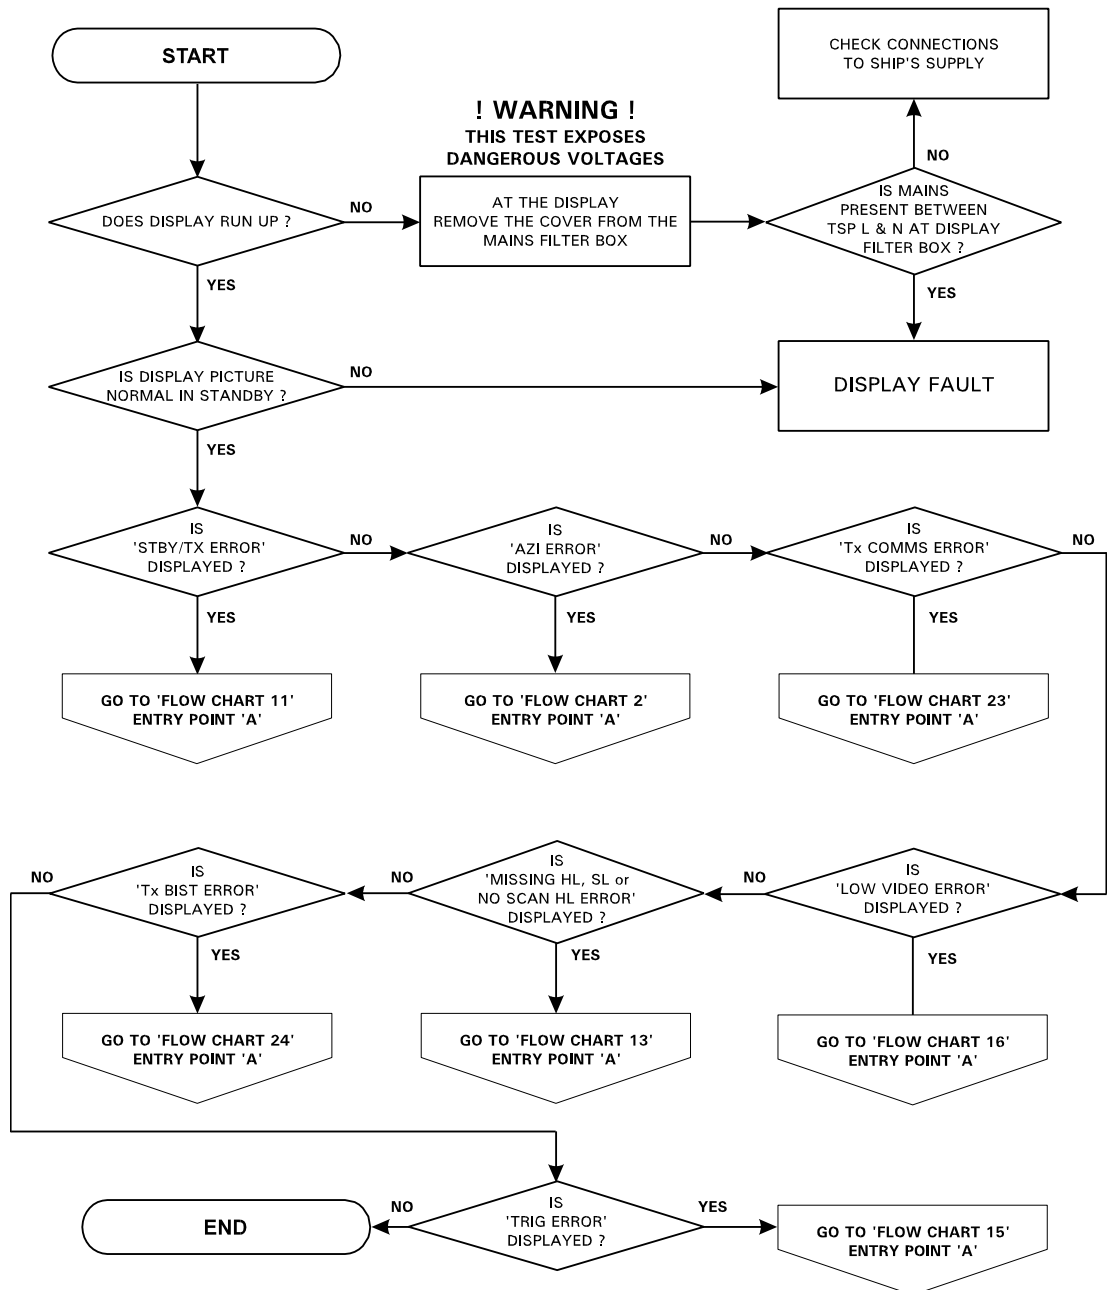 START
CHECK CONNECTIONS
TO SHIP'S SUPPLY
! WARNING !
THIS TEST EXPOSES
DANGEROUS VOLTAGES
NO
DOES DISPLAY RUN UP ?
NO
AT THE DISPLAY
REMOVE THE COVER FROM THE
MAINS FILTER BOX
IS MAINS
PRESENT BETWEEN
TSP L & N AT DISPLAY
FILTER BOX ?
YES
YES
IS DISPLAY PICTURE
NORMAL IN STANDBY ?
NO
DISPLAY FAULT
YES
IS
'STBY/TX ERROR'
DISPLAYED ?
NO
IS
'AZI ERROR'
DISPLAYED ?
NO
IS
'Tx COMMS ERROR'
DISPLAYED ?
NO
YES
YES
YES
GO TO 'FLOW CHART 11'
ENTRY POINT 'A'
GO TO 'FLOW CHART 2'
ENTRY POINT 'A'
GO TO 'FLOW CHART 23'
ENTRY POINT 'A'
NO
IS
'Tx BIST ERROR'
DISPLAYED ?
NO
IS
'MISSING HL, SL or
NO SCAN HL ERROR'
DISPLAYED ?
NO
IS
'LOW VIDEO ERROR'
DISPLAYED ?
YES
YES
YES
GO TO 'FLOW CHART 24'
ENTRY POINT 'A'
GO TO 'FLOW CHART 13'
ENTRY POINT 'A'
GO TO 'FLOW CHART 16'
ENTRY POINT 'A'
END
NO
IS
'TRIG ERROR'
DISPLAYED ?
YES
GO TO 'FLOW CHART 15'
ENTRY POINT 'A'